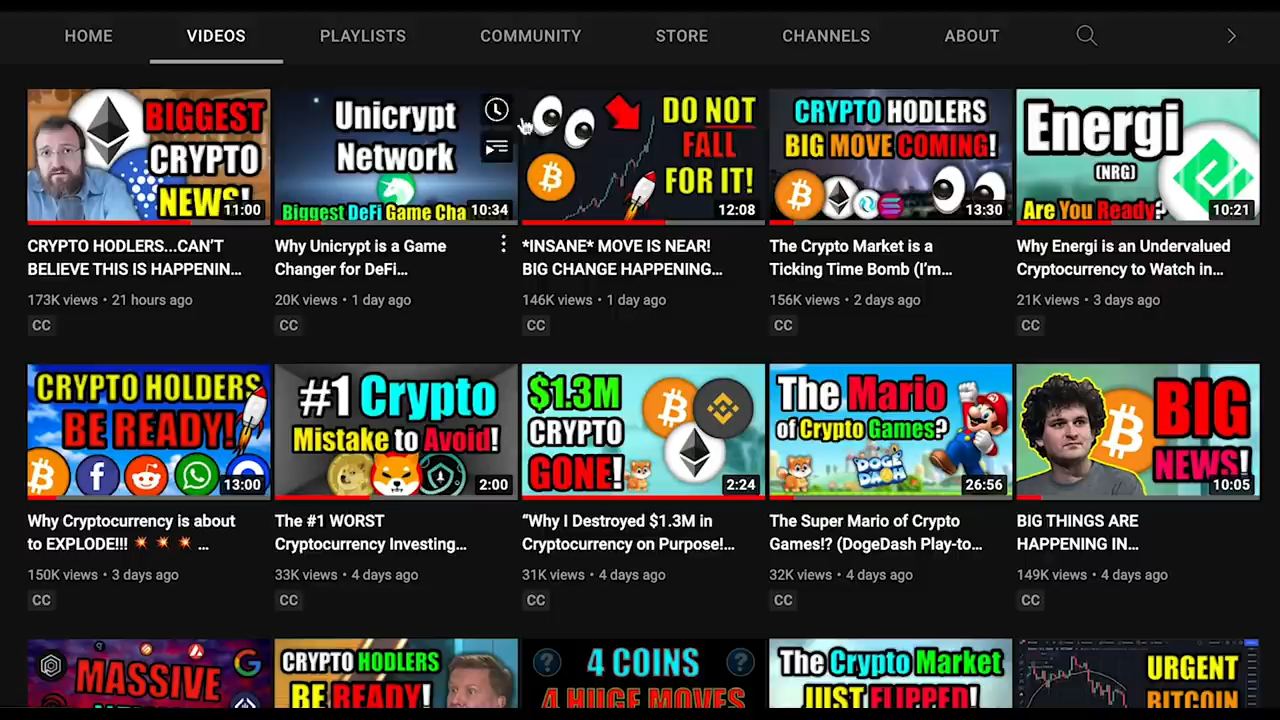 HOME VIDEOS PLAYLISTS COMMUNITY STORE CHANNELS ABOUT
BIGGEST
CRYPTO
NEWS!
11:00
Unicrypt
Network
Biggest DeFi Game Cha
10:34
DO NOT
FALL
FOR IT!
12:08
CRYPTO HODLERS
BIG MOVE COMING!
13:30
Energi
(NRG)
Are You Ready?
10:21
CRYPTO HODLERS...CAN'T
BELIEVE THIS IS HAPPENIN...
173K views • 21 hours ago
CC
Why Unicrypt is a Game
Changer for DeFi...
20K views • 1 day ago
CC
*INSANE* MOVE IS NEAR!
BIG CHANGE HAPPENING...
146K views • 1 day ago
CC
The Crypto Market is a
Ticking Time Bomb (I'm...
156K views • 2 days ago
CC
Why Energi is an Undervalued
Cryptocurrency to Watch in...
21K views • 3 days ago
CC
CRYPTO HOLDERS
BE READY!
13:00
#1 Crypto
Mistake to Avoid!
2:00
$1.3M
CRYPTO
GONE!
2:24
The Mario
of Crypto Games?
DOGE
DASH
26:56
BIG
NEWS!
10:05
Why Cryptocurrency is about
to EXPLODE!!! 💥 💥 💥 ...
150K views • 3 days ago
CC
The #1 WORST
Cryptocurrency Investing...
33K views • 4 days ago
CC
“Why I Destroyed $1.3M in
Cryptocurrency on Purpose!...
31K views • 4 days ago
CC
The Super Mario of Crypto
Games!? (DogeDash Play-to...
32K views • 4 days ago
CC
BIG THINGS ARE
HAPPENING IN...
149K views • 4 days ago
CC
MASSIVE
CRYPTO HODLERS
BE READY!
4 COINS
4 HUGE MOVES
The Crypto Market
JUST FLIPPED!
URGENT
BITCOIN